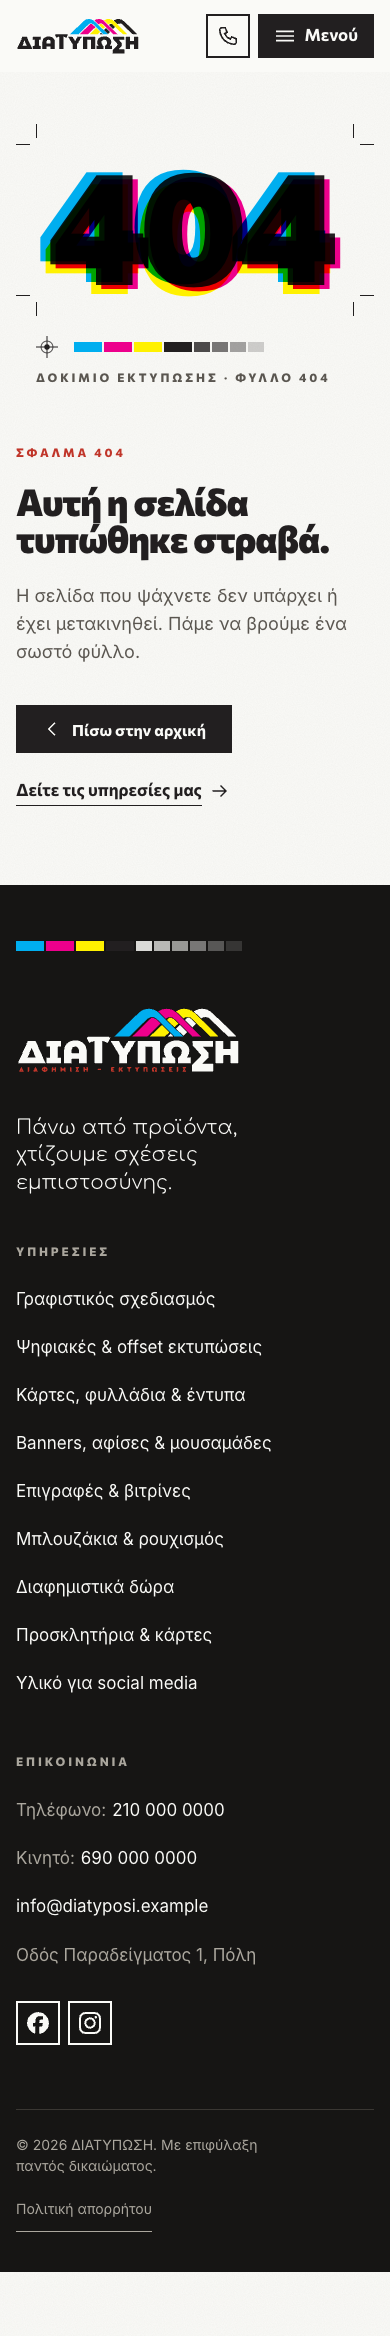 ΔΙΑΤΥΠΩΣΗ
Μενού
404
ΔΟΚΙΜΙΟ ΕΚΤΥΠΩΣΗΣ · ΦΥΛΛΟ 404
ΣΦΑΛΜΑ 404
Αυτή η σελίδα
τυπώθηκε στραβά.
Η σελίδα που ψάχνετε δεν υπάρχει ή
έχει μετακινηθεί. Πάμε να βρούμε ένα
σωστό φύλλο.
Πίσω στην αρχική
Δείτε τις υπηρεσίες μας
ΔΙΑΤΥΠΩΣΗ
ΔΙΑΦΗΜΙΣΗ - ΕΚΤΥΠΩΣΕΙΣ
Πάνω από προϊόντα,
χτίζουμε σχέσεις
εμπιστοσύνης.
ΥΠΗΡΕΣΙΕΣ
Γραφιστικός σχεδιασμός
Ψηφιακές & offset εκτυπώσεις
Κάρτες, φυλλάδια & έντυπα
Banners, αφίσες & μουσαμάδες
Επιγραφές & βιτρίνες
Μπλουζάκια & ρουχισμός
Διαφημιστικά δώρα
Προσκλητήρια & κάρτες
Υλικό για social media
ΕΠΙΚΟΙΝΩΝΙΑ
Τηλέφωνο: 210 000 0000
Κινητό: 690 000 0000
info@diatyposi.example
Οδός Παραδείγματος 1, Πόλη
© 2026 ΔΙΑΤΥΠΩΣΗ. Με επιφύλαξη
παντός δικαιώματος.
Πολιτική απορρήτου